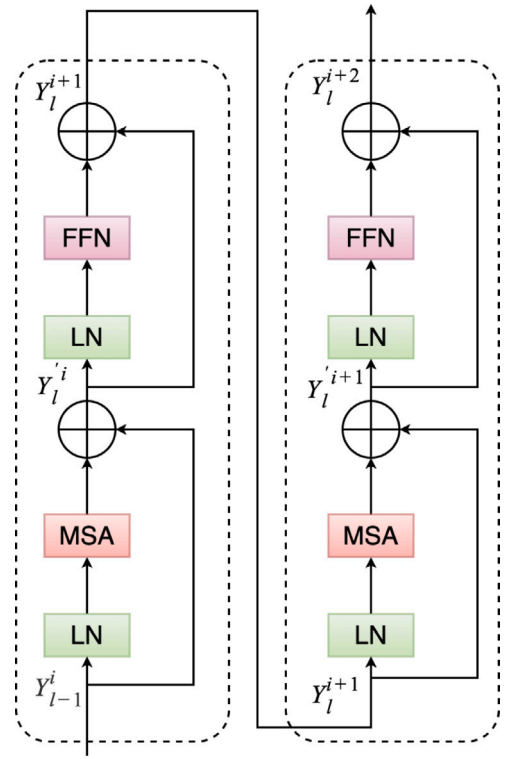 Y_l^{i+1}
FFN
LN
Y_l^{'i}
MSA
LN
Y_{l-1}^i
Y_l^{i+2}
FFN
LN
Y_l^{'i+1}
MSA
LN
Y_l^{i+1}